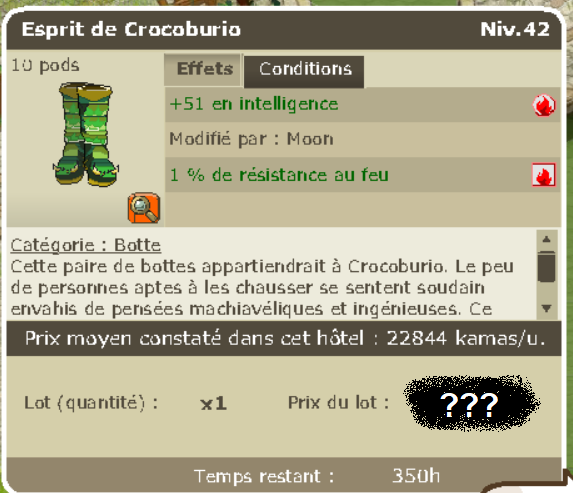 Esprit de Crocoburio Niv.42
10 pods
Effets Conditions
+51 en intelligence
Modifié par : Moon
1 % de résistance au feu
Catégorie : Botte
Cette paire de bottes appartiendrait à Crocoburio. Le peu
de personnes aptes à les chausser se sentent soudain
envahis de pensées machiavéliques et ingénieuses. Ce
Prix moyen constaté dans cet hôtel : 22844 kamas/u.
Lot (quantité) : x1 Prix du lot : ???
Temps restant : 350h